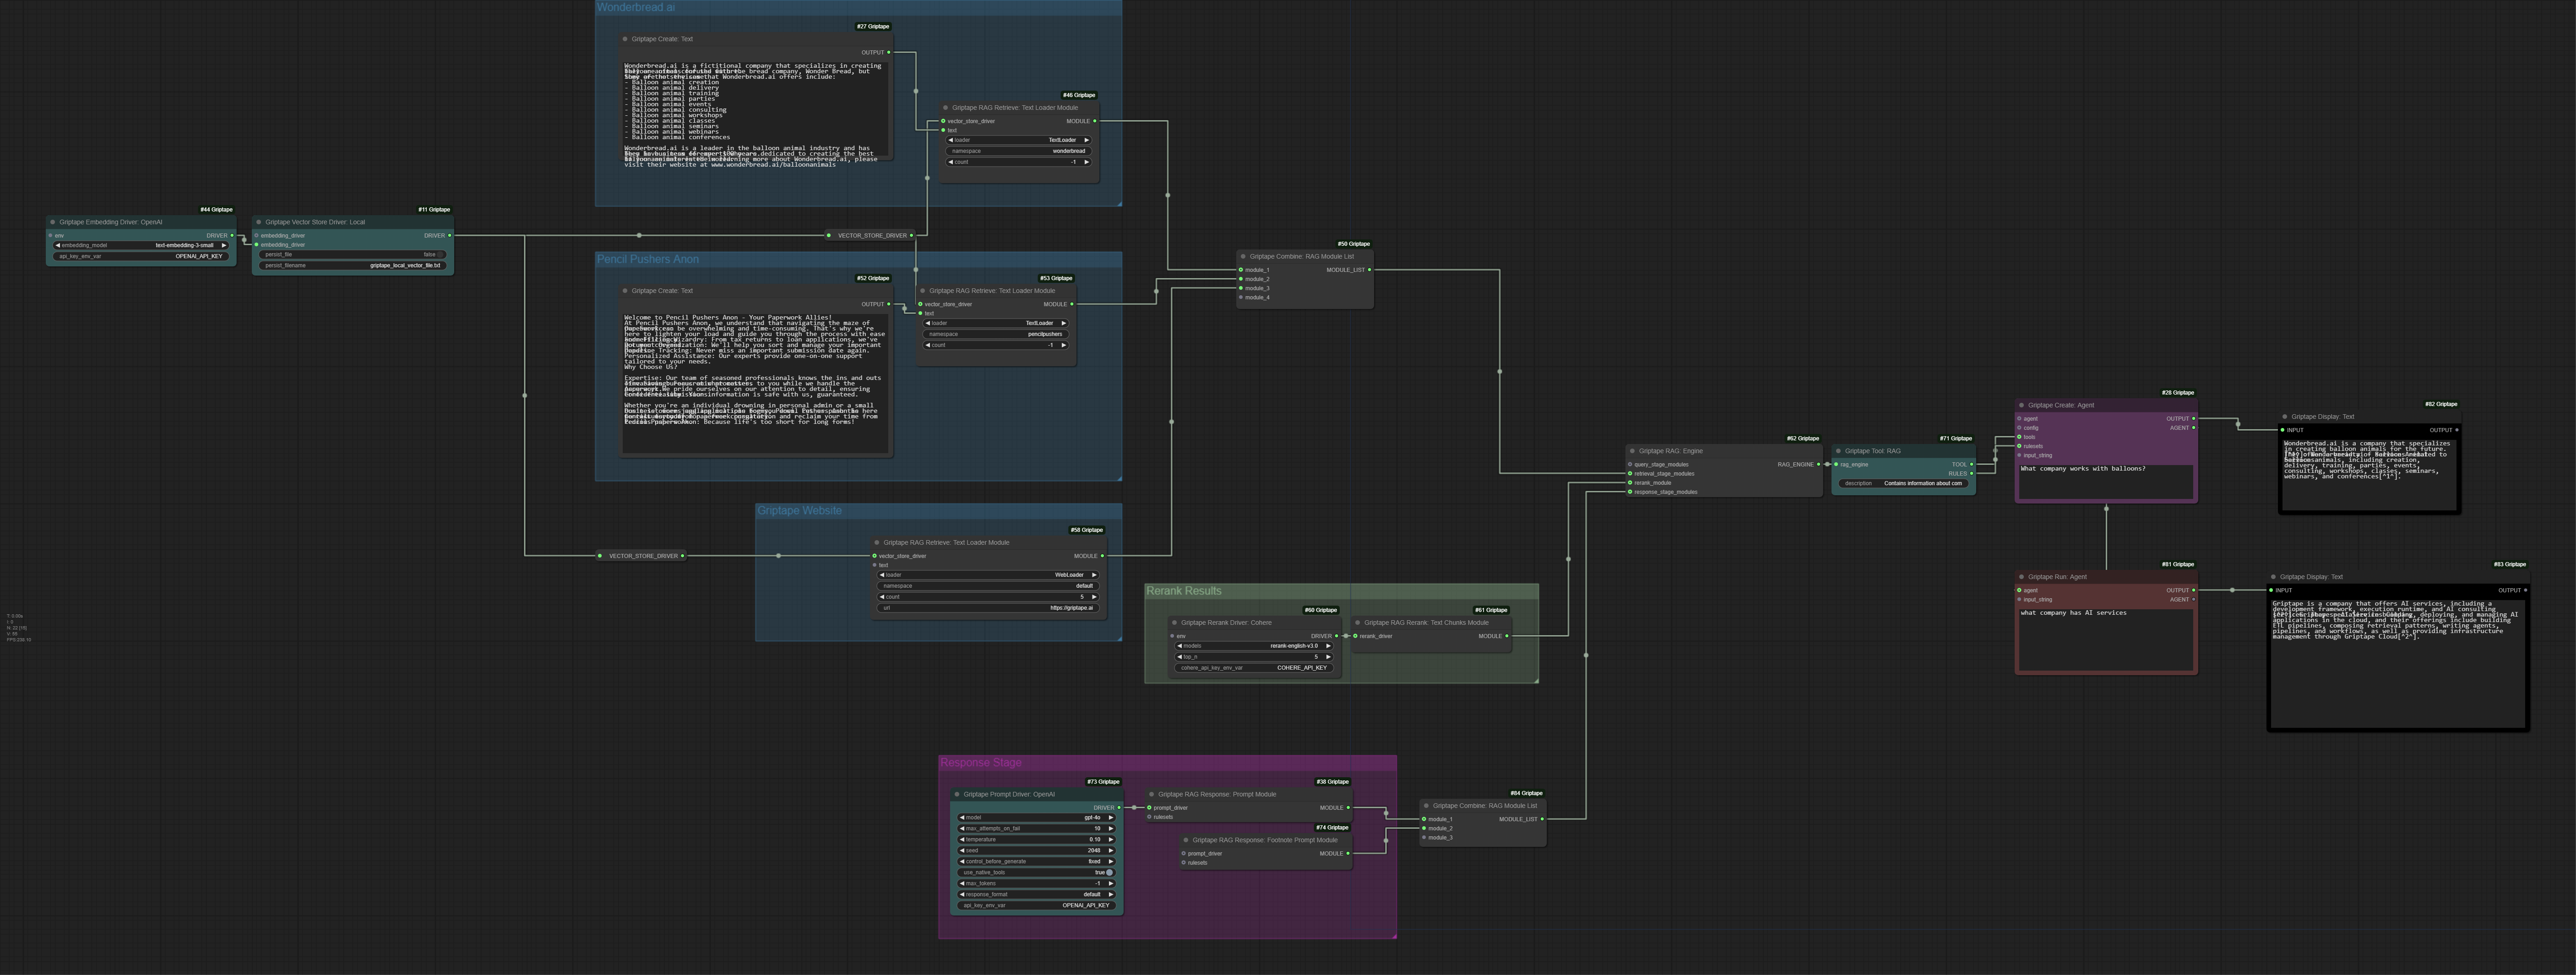 Wonderbread.ai
#27 Griptape
Griptape Create: Text
OUTPUT
Wonderbread.ai is a fictitional company that specializes in creating
- Balloon animal creation
- Balloon animal delivery
- Balloon animal training
- Balloon animal parties
- Balloon animal events
- Balloon animal consulting
- Balloon animal workshops
- Balloon animal classes
- Balloon animal seminars
- Balloon animal webinars
- Balloon animal conferences
Wonderbread.ai is a leader in the balloon animal industry and has
visit their website at www.wonderbread.ai/balloonanimals
#46 Griptape
Griptape RAG Retrieve: Text Loader Module
vector_store_driver
MODULE
text
loader
TextLoader
namespace
wonderbread
count
-1
#44 Griptape
Griptape Embedding Driver: OpenAI
env
DRIVER
embedding_model
text-embedding-3-small
api_key_env_var
OPENAI_API_KEY
#11 Griptape
Griptape Vector Store Driver: Local
embedding_driver
DRIVER
embedding_driver
persist_file
false
persist_filename
griptape_local_vector_file.txt
VECTOR_STORE_DRIVER
Pencil Pushers Anon
#52 Griptape
Griptape Create: Text
OUTPUT
Welcome to Pencil Pushers Anon - Your Paperwork Allies!
At Pencil Pushers Anon, we understand that navigating the maze of
here to lighten your load and guide you through the process with ease
Personalized Assistance: Our experts provide one-on-one support
tailored to your needs.
Why Choose Us?
Expertise: Our team of seasoned professionals knows the ins and outs
Whether you're an individual drowning in personal admin or a small
#53 Griptape
Griptape RAG Retrieve: Text Loader Module
vector_store_driver
MODULE
text
loader
TextLoader
namespace
pencilpushers
count
-1
#50 Griptape
Griptape Combine: RAG Module List
module_1
MODULE_LIST
module_2
module_3
module_4
Griptape Website
#58 Griptape
Griptape RAG Retrieve: Text Loader Module
vector_store_driver
MODULE
text
loader
WebLoader
namespace
default
count
5
url
https://griptape.ai
VECTOR_STORE_DRIVER
Rerank Results
#60 Griptape
Griptape Rerank Driver: Cohere
env
DRIVER
models
rerank-english-v3.0
top_n
5
cohere_api_key_env_var
COHERE_API_KEY
#61 Griptape
Griptape RAG Rerank: Text Chunks Module
rerank_driver
MODULE
Response Stage
#73 Griptape
Griptape Prompt Driver: OpenAI
DRIVER
model
gpt-4o
max_attempts_on_fail
10
temperature
0.10
seed
2048
control_before_generate
fixed
use_native_tools
true
max_tokens
-1
response_format
default
api_key_env_var
OPENAI_API_KEY
#38 Griptape
Griptape RAG Response: Prompt Module
prompt_driver
MODULE
rulesets
#74 Griptape
Griptape RAG Response: Footnote Prompt Module
prompt_driver
MODULE
rulesets
#84 Griptape
Griptape Combine: RAG Module List
module_1
MODULE_LIST
module_2
module_3
#62 Griptape
Griptape RAG: Engine
query_stage_modules
RAG_ENGINE
retrieval_stage_modules
rerank_module
response_stage_modules
#71 Griptape
Griptape Tool: RAG
rag_engine
TOOL
RULES
description
Contains information about com
#28 Griptape
Griptape Create: Agent
agent
OUTPUT
config
AGENT
tools
rulesets
input_string
What company works with balloons?
#82 Griptape
Griptape Display: Text
INPUT
OUTPUT
Wonderbread.ai is a company that specializes
in creating balloon animals for the future.
delivery, training, parties, events,
consulting, workshops, classes, seminars,
webinars, and conferences[^1^].
#81 Griptape
Griptape Run: Agent
agent
OUTPUT
input_string
AGENT
what company has AI services
#83 Griptape
Griptape Display: Text
INPUT
OUTPUT
Griptape is a company that offers AI services, including a
development framework, execution runtime, and AI consulting
applications in the cloud, and their offerings include building
ETL pipelines, composing retrieval patterns, writing agents,
pipelines, and workflows, as well as providing infrastructure
management through Griptape Cloud[^2^].